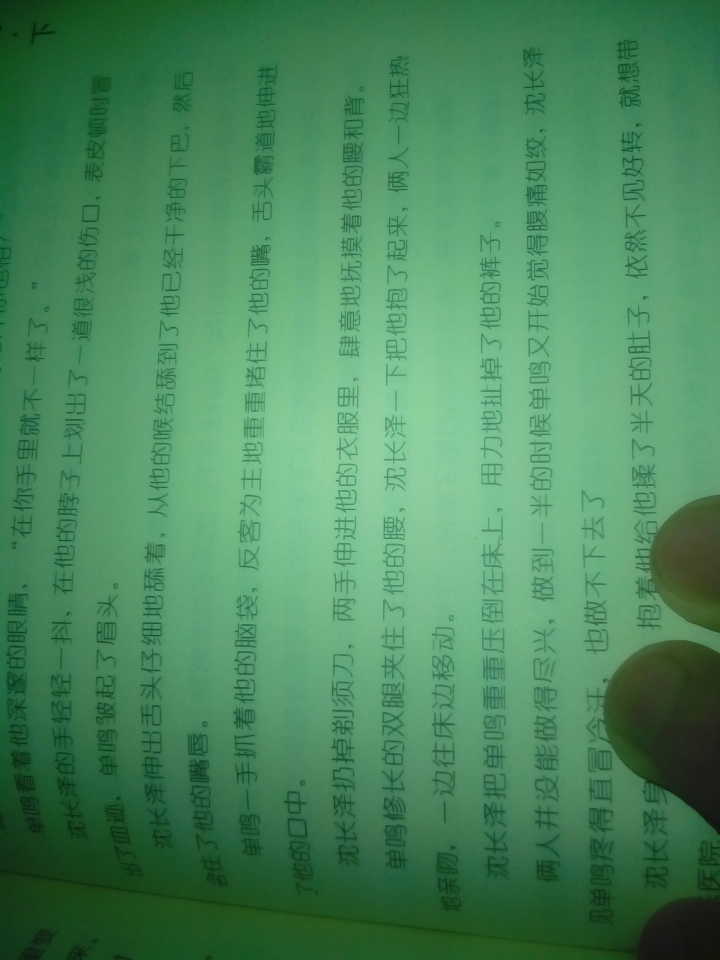 下
单鸣看着他深邃的眼睛，“在你手里就不一样了。”
沈长泽的手轻轻一抖，在他的脖子上划出了一道很浅的伤口，表皮顿时冒
出了血迹，单鸣皱起了眉头。
沈长泽伸出舌头仔细地舔着，从他的喉结舔到了他已经干净的下巴，然后
含住了他的嘴唇。
单鸣一手抓着他的脑袋，反客为主地重重堵住了他的嘴，舌头霸道地伸进
了他的口中。
沈长泽扔掉剃须刀，两手伸进他的衣服里，肆意地抚摸着他的腰和背。
单鸣修长的双腿夹住了他的腰，沈长泽一下把他抱了起来，俩人一边狂热
地亲吻，一边往床边移动。
沈长泽把单鸣重重压倒在床上，用力地扯掉了他的裤子。
俩人并没能做得尽兴，做到一半的时候单鸣又开始觉得腹痛如绞，沈长泽
见单鸣疼得直冒冷汗，也做不下去了
沈长泽 抱着他给他揉了半天的肚子，依然不见好转，就想带
医院